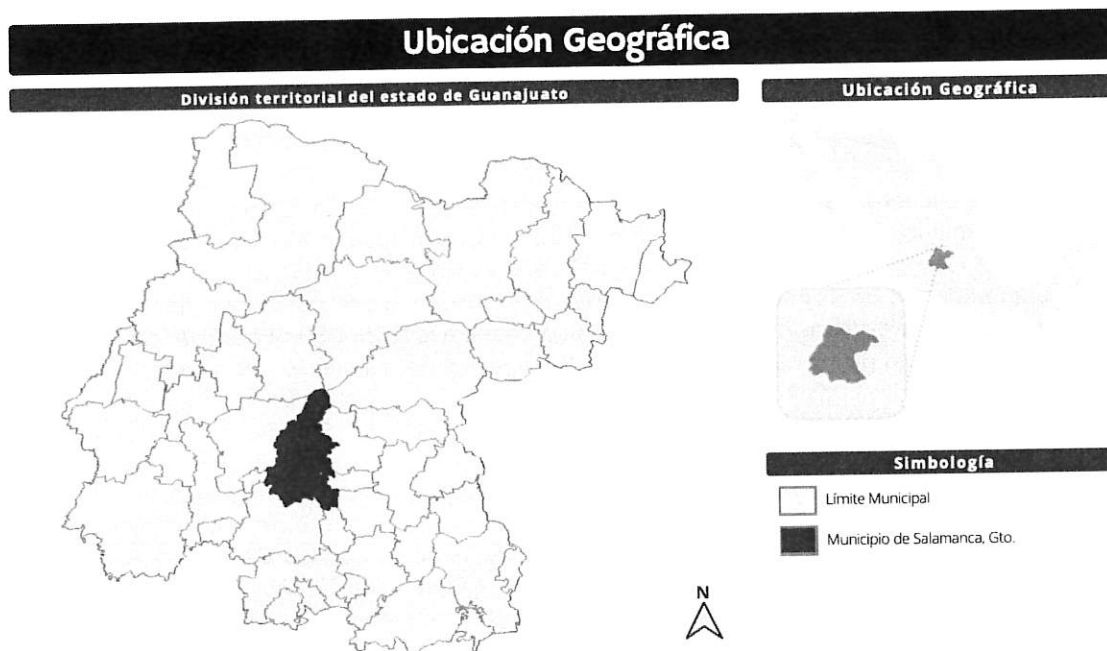 Ubicación Geográfica
División territorial del estado de Guanajuato
Ubicación Geográfica
Simbología
Límite Municipal
Municipio de Salamanca, Gto.
N